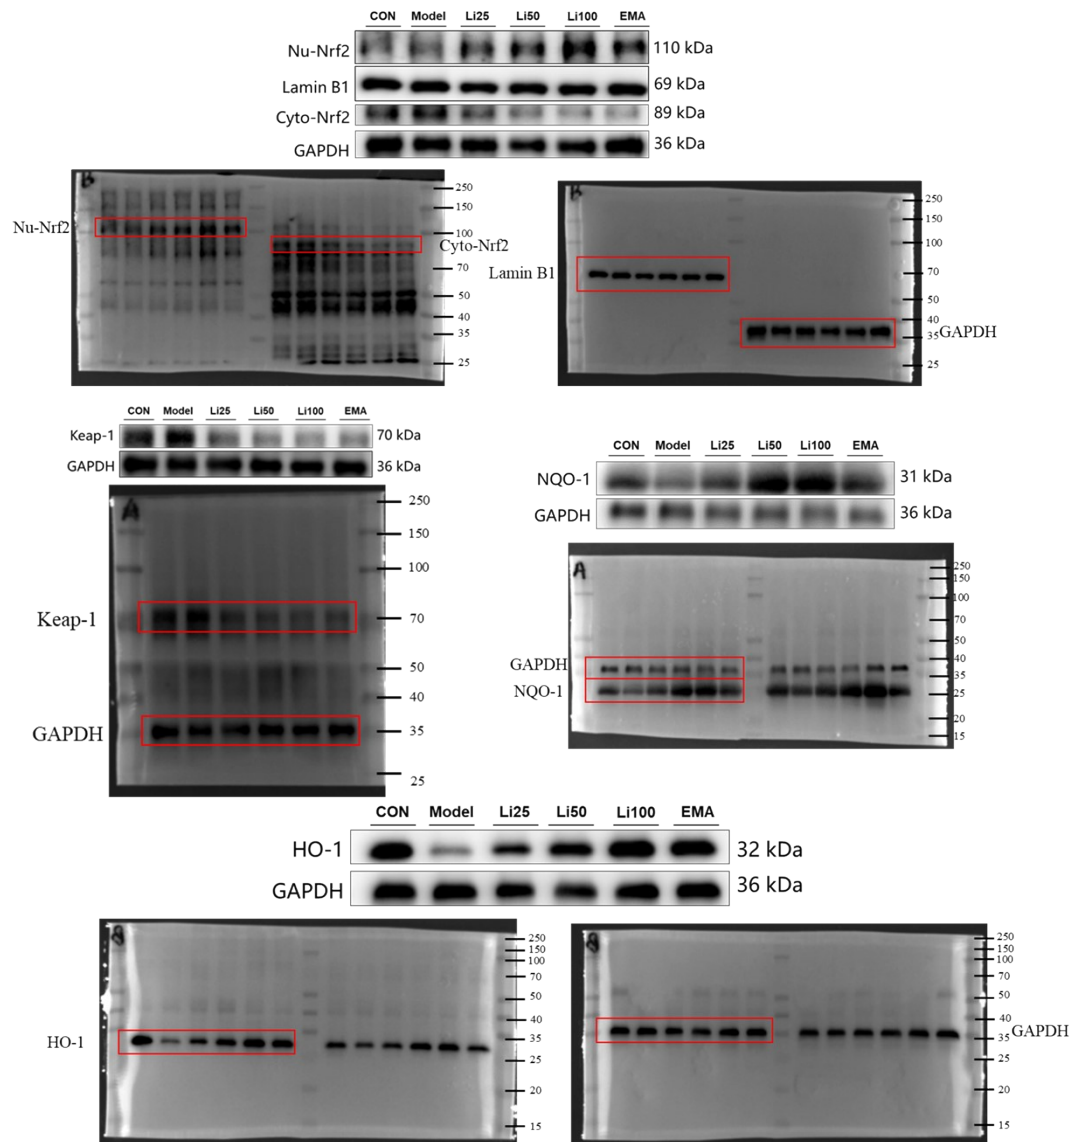 CON Model Li25 Li50 Li100 EMA
Nu-Nrf2 110 kDa
Lamin B1 69 kDa
Cyto-Nrf2 89 kDa
GAPDH 36 kDa
B
Nu-Nrf2
Cyto-Nrf2
250
150
100
70
50
40
35
25
B
Lamin B1
GAPDH
250
150
100
70
50
40
35
25
CON Model Li25 Li50 Li100 EMA
Keap-1 70 kDa
GAPDH 36 kDa
A
Keap-1
GAPDH
250
150
100
70
50
40
35
25
CON Model Li25 Li50 Li100 EMA
NQO-1 31 kDa
GAPDH 36 kDa
A
GAPDH
NQO-1
250
150
100
70
50
40
35
25
20
15
CON Model Li25 Li50 Li100 EMA
HO-1 32 kDa
GAPDH 36 kDa
HO-1
250
150
100
70
50
40
35
25
20
15
GAPDH
250
150
100
70
50
40
35
25
20
15